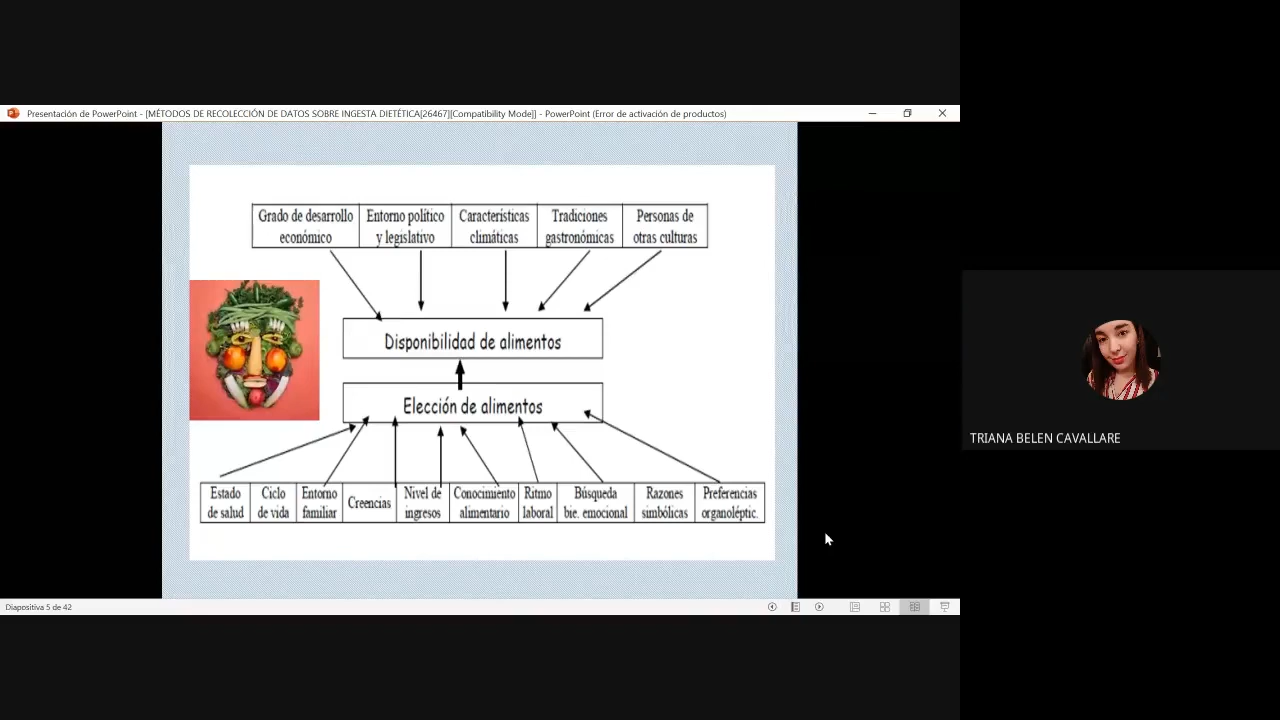 Presentación de PowerPoint - [MÉTODOS DE RECOLECCIÓN DE DATOS SOBRE INGESTA DIETÉTICA[26467][Compatibility Mode]] - PowerPoint (Error de activación de productos)
Grado de desarrollo
económico
Entorno político
y legislativo
Características
climáticas
Tradiciones
gastronómicas
Personas de
otras culturas
Disponibilidad de alimentos
Elección de alimentos
Estado
de salud
Ciclo
de vida
Entorno
familiar
Creencias
Nivel de
ingresos
Conocimiento
alimentario
Ritmo
laboral
Búsqueda
bie. emocional
Razones
simbólicas
Preferencias
organoléptic.
TRIANA BELEN CAVALLARE
Diapositiva 5 de 42